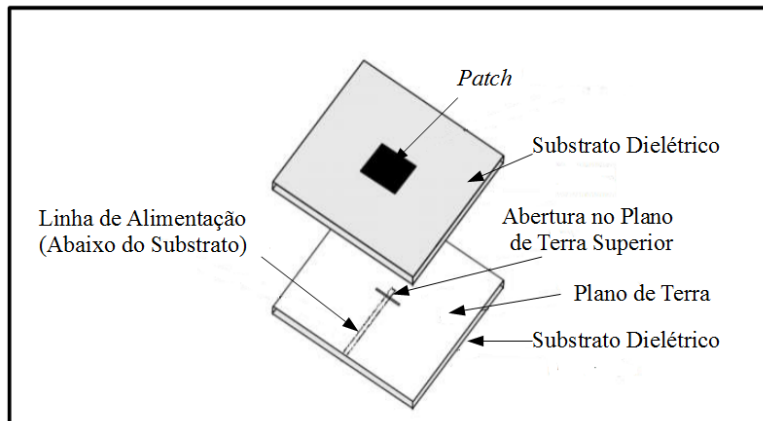 Patch
Substrato Dielétrico
Linha de Alimentação
(Abaixo do Substrato)
Abertura no Plano
de Terra Superior
Plano de Terra
Substrato Dielétrico